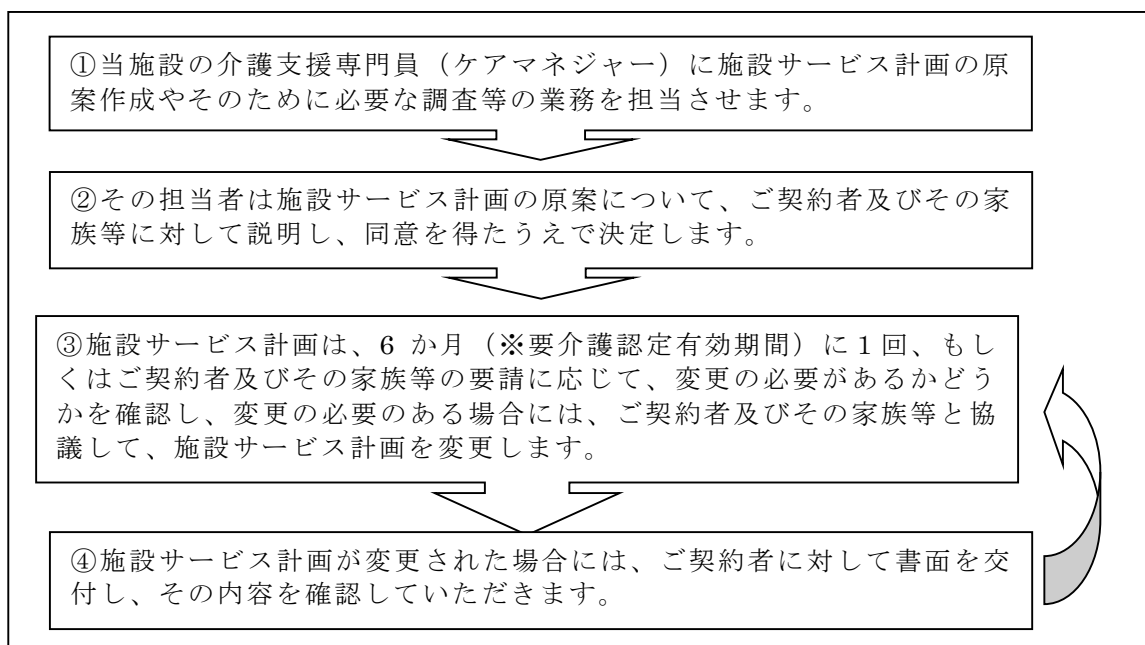 ①当施設の介護支援専門員（ケアマネジャー）に施設サービス計画の原
案作成やそのために必要な調査等の業務を担当させます。
②その担当者は施設サービス計画の原案について、ご契約者及びその家
族等に対して説明し、同意を得たうえで決定します。
③施設サービス計画は、6 か月（※要介護認定有効期間）に１回、もし
くはご契約者及びその家族等の要請に応じて、変更の必要があるかどう
かを確認し、変更の必要のある場合には、ご契約者及びその家族等と協
議して、施設サービス計画を変更します。
④施設サービス計画が変更された場合には、ご契約者に対して書面を交
付し、その内容を確認していただきます。